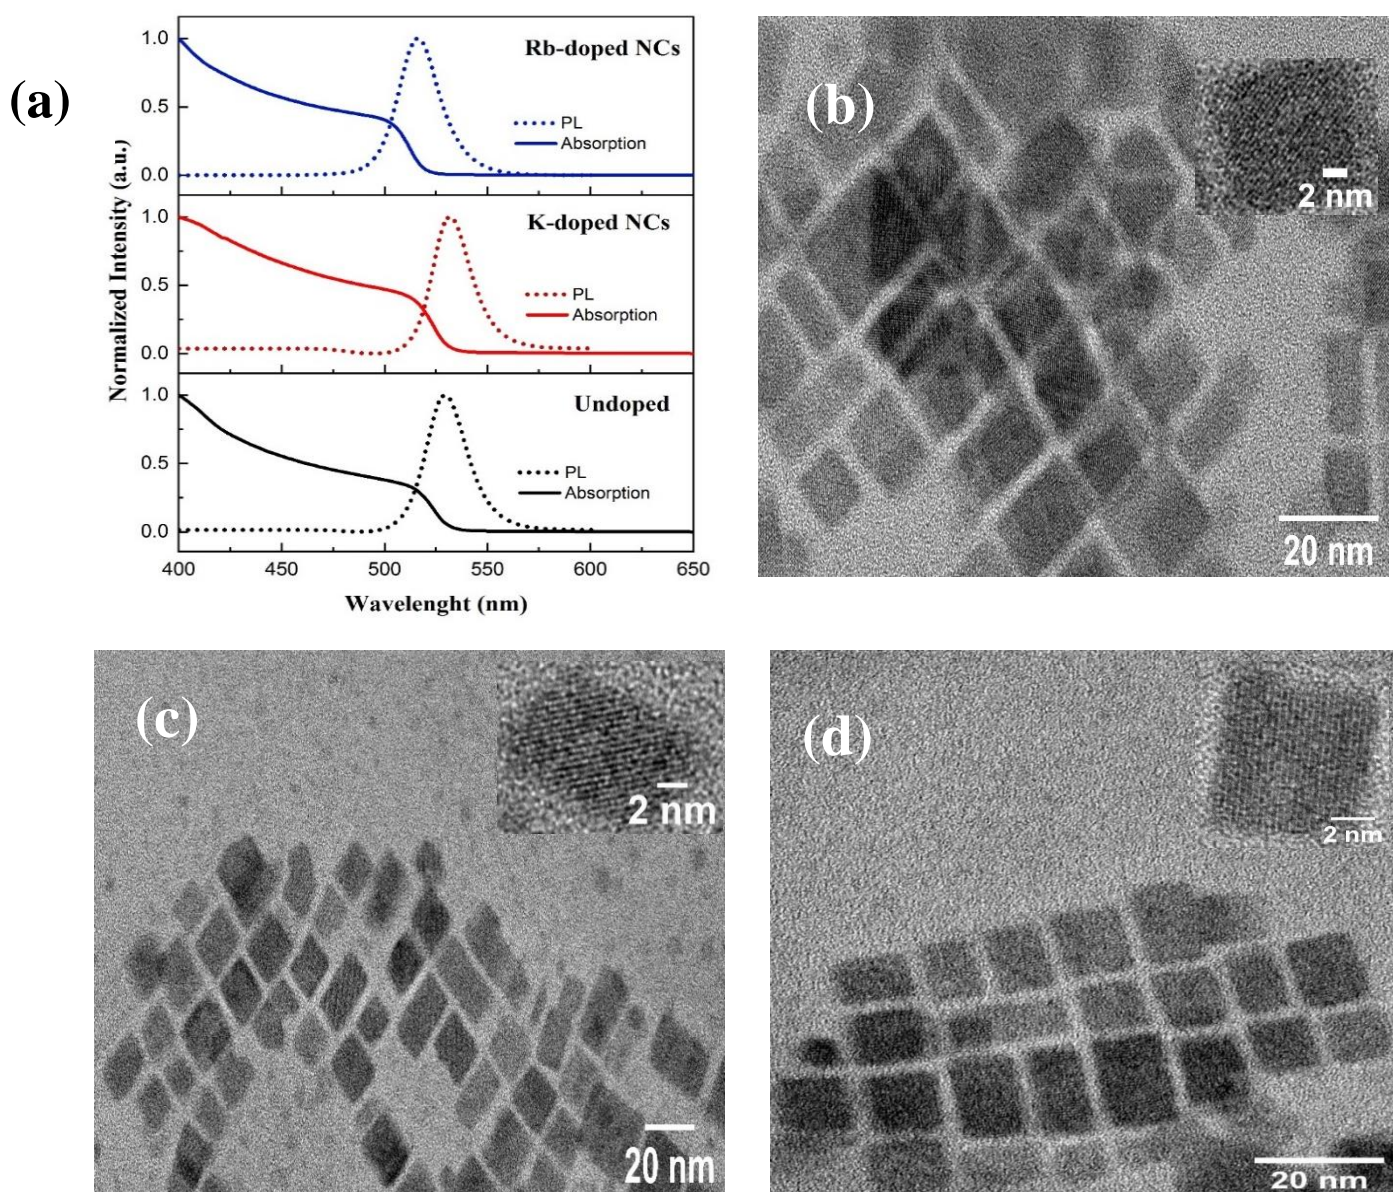 (a)
Normalized Intensity (a.u.)
1.0
0.5
0.0
Rb-doped NCs
PL
Absorption
1.0
0.5
0.0
K-doped NCs
PL
Absorption
1.0
0.5
0.0
Undoped
PL
Absorption
400 450 500 550 600 650
Wavelenght (nm)
(b)
2 nm
20 nm
(c)
2 nm
20 nm
(d)
2 nm
20 nm